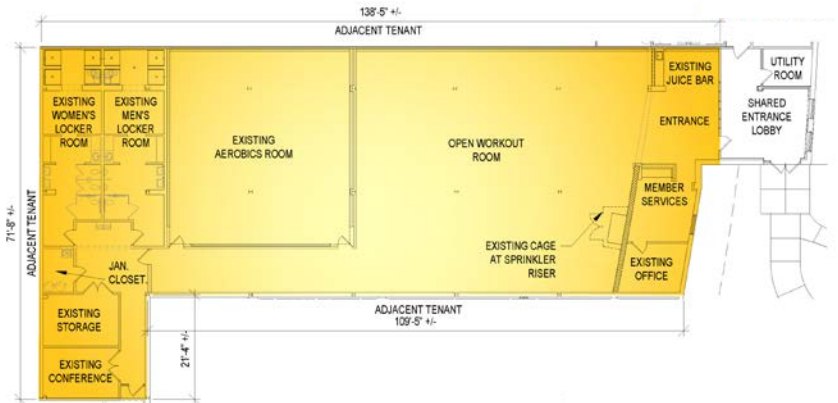 138'-5" +/-
ADJACENT TENANT
EXISTING
WOMEN'S
LOCKER
ROOM
EXISTING
MEN'S
LOCKER
ROOM
EXISTING
AEROBICS ROOM
OPEN WORKOUT
ROOM
EXISTING
JUICE BAR
ENTRANCE
UTILITY
ROOM
SHARED
ENTRANCE
LOBBY
MEMBER
SERVICES
EXISTING CAGE
AT SPRINKLER
RISER
EXISTING
OFFICE
71'-8" +/-
ADJACENT TENANT
JAN.
CLOSET.
EXISTING
STORAGE
EXISTING
CONFERENCE
21'-4" +/-
ADJACENT TENANT
109'-5" +/-